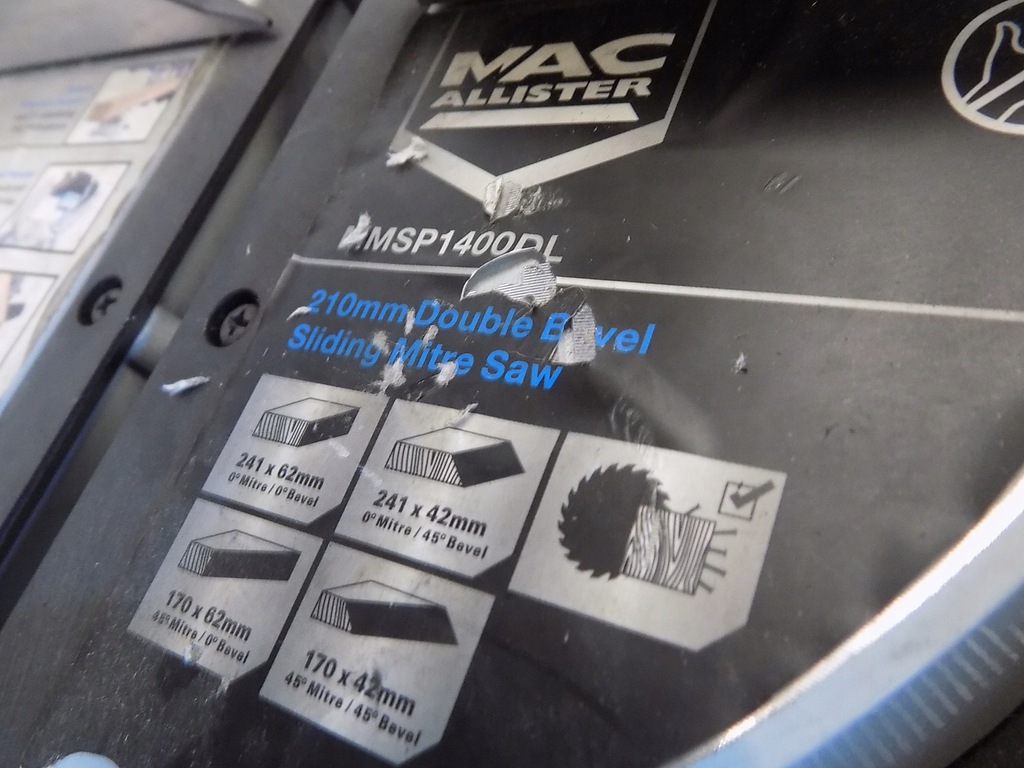 MAC
ALLISTER
MMSP1400DL
210mm Double Bevel
Sliding Mitre Saw
241 x 62mm
0° Mitre / 0° Bevel
241 x 42mm
0° Mitre / 45° Bevel
170 x 62mm
45° Mitre / 0° Bevel
170 x 42mm
45° Mitre / 45° Bevel